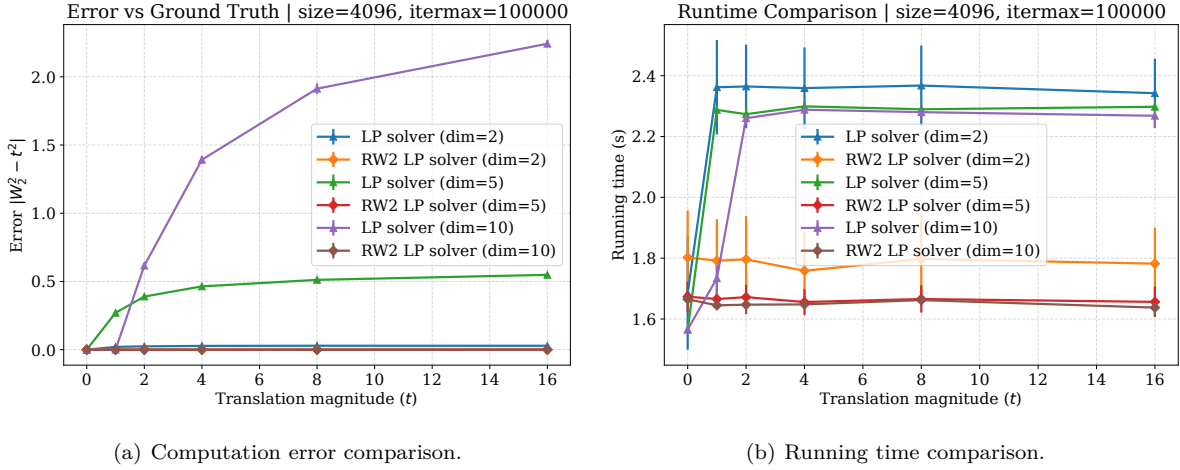 Error vs Ground Truth | size=4096, itermax=100000
Error |W₂² − t²|
2.0
1.5
1.0
0.5
0.0
LP solver (dim=2)
RW2 LP solver (dim=2)
LP solver (dim=5)
RW2 LP solver (dim=5)
LP solver (dim=10)
RW2 LP solver (dim=10)
0 2 4 6 8 10 12 14 16
Translation magnitude (t)
(a) Computation error comparison.
Runtime Comparison | size=4096, itermax=100000
Running time (s)
2.4
2.2
2.0
1.8
1.6
LP solver (dim=2)
RW2 LP solver (dim=2)
LP solver (dim=5)
RW2 LP solver (dim=5)
LP solver (dim=10)
RW2 LP solver (dim=10)
0 2 4 6 8 10 12 14 16
Translation magnitude (t)
(b) Running time comparison.